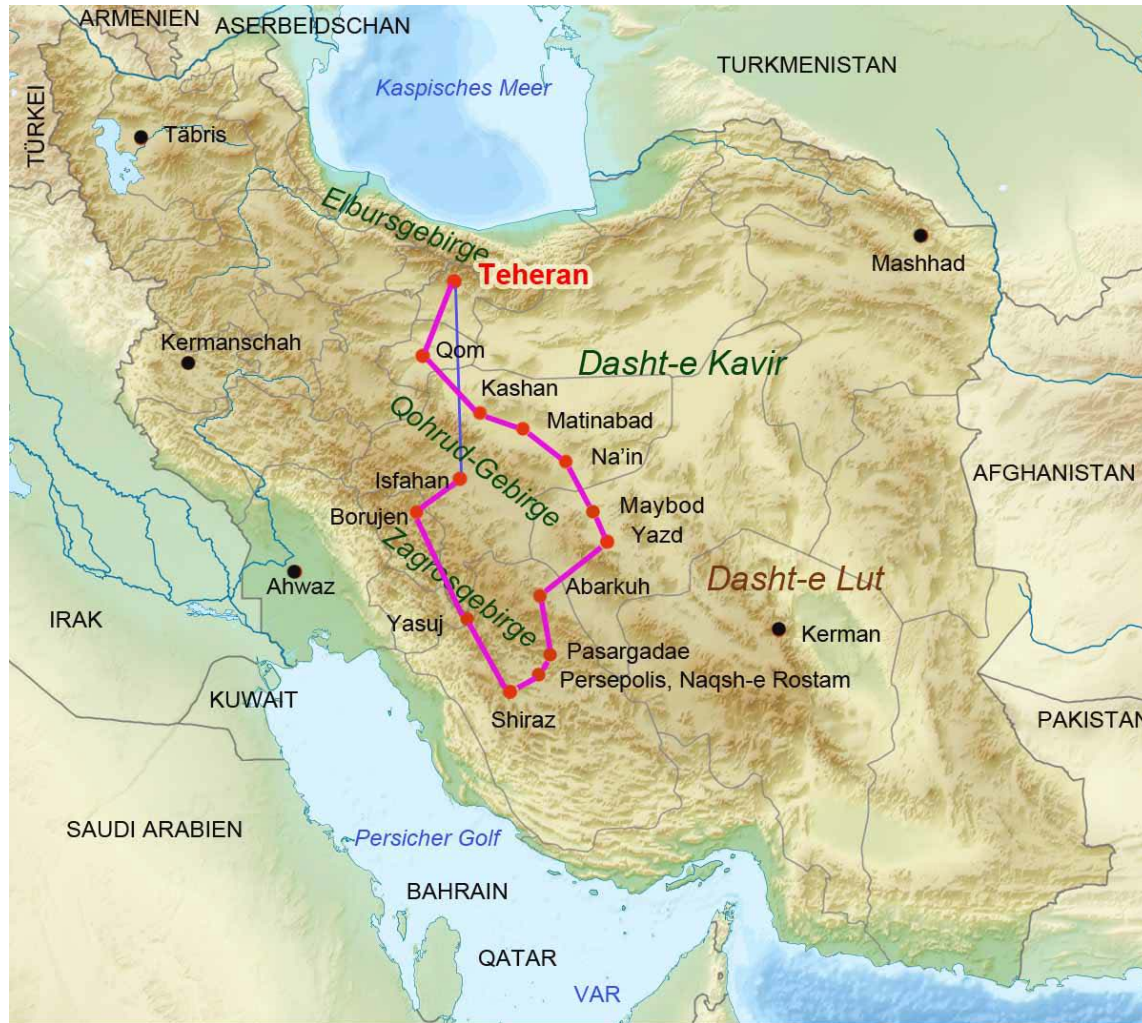 ARMENIEN
ASERBEIDSCHAN
TÜRKEI
Kaspisches Meer
TURKMENISTAN
Täbris
Elbursgebirge
Mashhad
Teheran
Kermanschah
Qom
Dasht-e Kavir
Kashan
Matinabad
Qohrud-Gebirge
Na'in
AFGHANISTAN
Isfahan
Borujen
Maybod
Yazd
Zagrosgebirge
Dasht-e Lut
Ahwaz
Abarkuh
IRAK
Yasuj
Kerman
Pasargadae
Persepolis, Naqsh-e Rostam
KUWAIT
Shiraz
PAKISTAN
SAUDI ARABIEN
Persicher Golf
BAHRAIN
QATAR
VAR